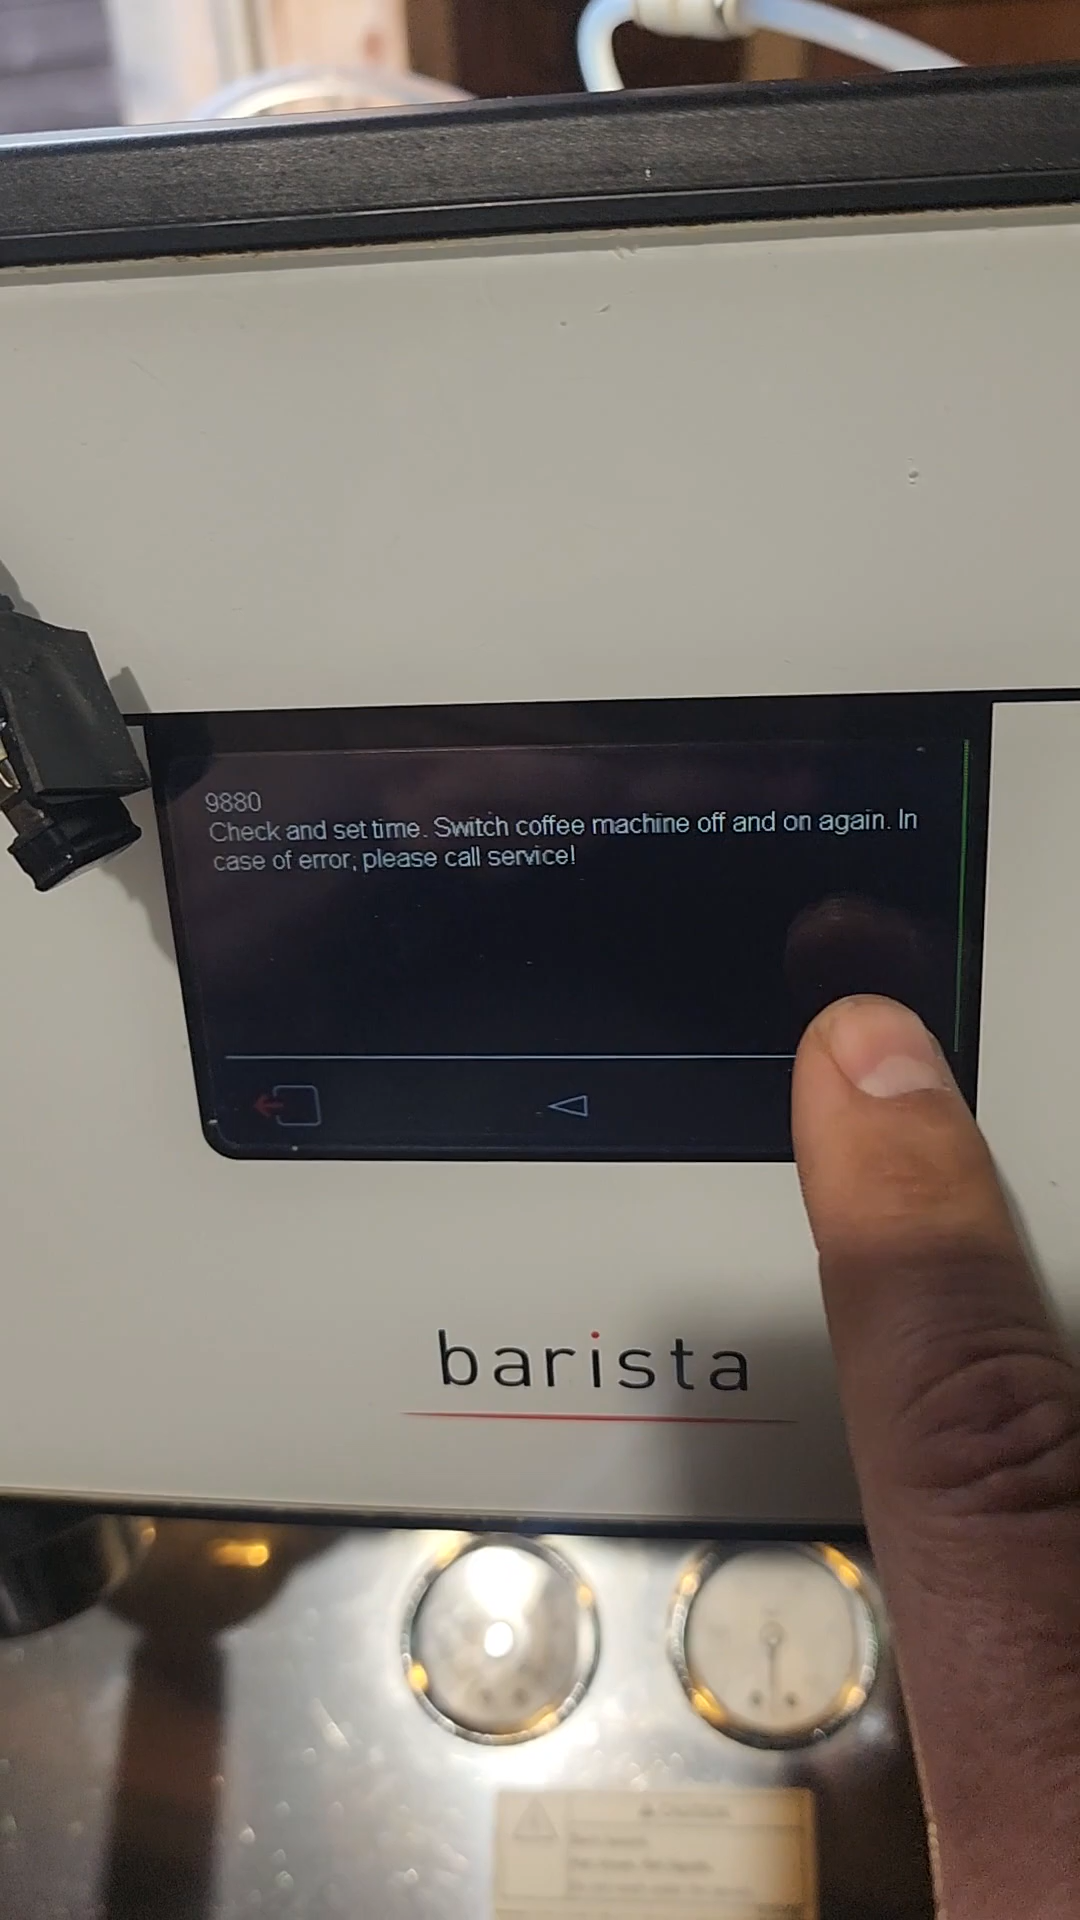 9880
Check and set time. Switch coffee machine off and on again. In
case of error, please call service!
barista